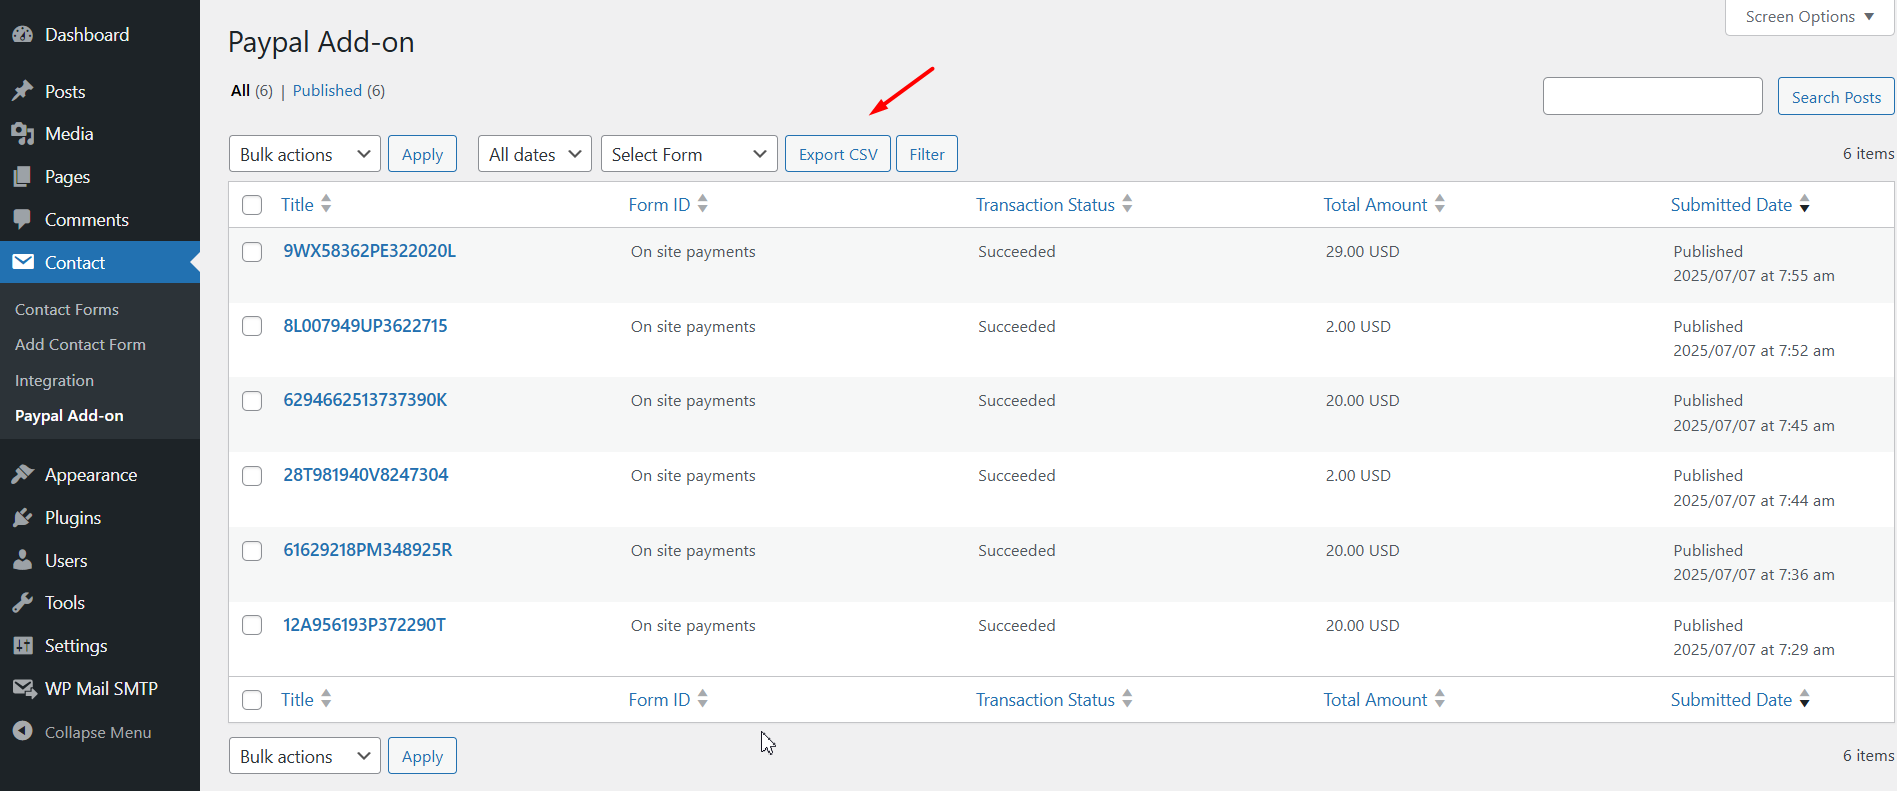 Dashboard
Posts
Media
Pages
Comments
Contact
Contact Forms
Add Contact Form
Integration
Paypal Add-on
Appearance
Plugins
Users
Tools
Settings
WP Mail SMTP
Collapse Menu
Screen Options
Paypal Add-on
All (6) | Published (6)
Search Posts
Bulk actions Apply All dates Select Form Export CSV Filter 6 items
Title Form ID Transaction Status Total Amount Submitted Date
9WX58362PE322020L On site payments Succeeded 29.00 USD Published
2025/07/07 at 7:55 am
8L007949UP3622715 On site payments Succeeded 2.00 USD Published
2025/07/07 at 7:52 am
6294662513737390K On site payments Succeeded 20.00 USD Published
2025/07/07 at 7:45 am
28T981940V8247304 On site payments Succeeded 2.00 USD Published
2025/07/07 at 7:44 am
61629218PM348925R On site payments Succeeded 20.00 USD Published
2025/07/07 at 7:36 am
12A956193P372290T On site payments Succeeded 20.00 USD Published
2025/07/07 at 7:29 am
Title Form ID Transaction Status Total Amount Submitted Date
Bulk actions Apply 6 items